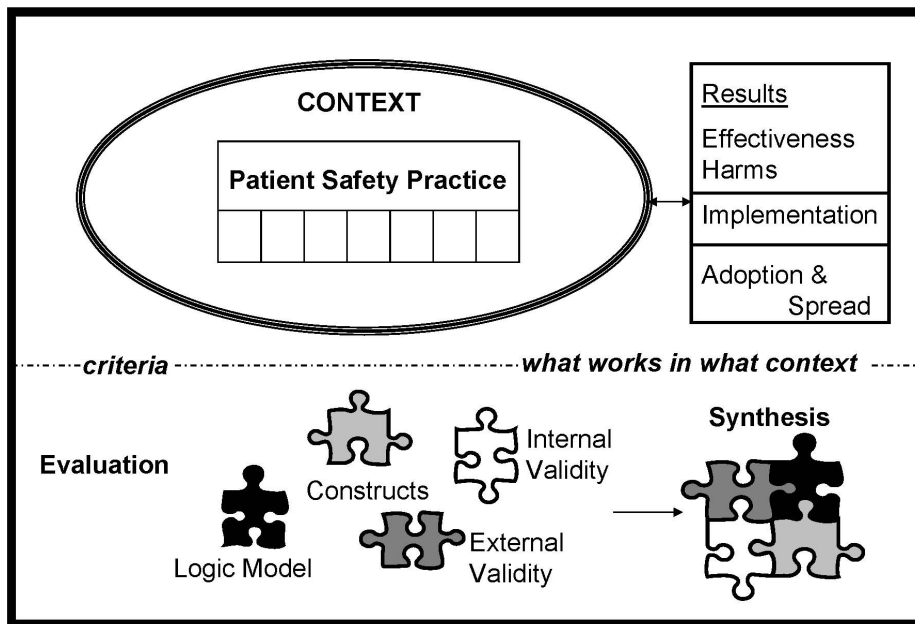 CONTEXT
Patient Safety Practice
Results
Effectiveness
Harms
Implementation
Adoption &
Spread
criteria
what works in what context
Evaluation
Logic Model
Constructs
Internal
Validity
External
Validity
Synthesis